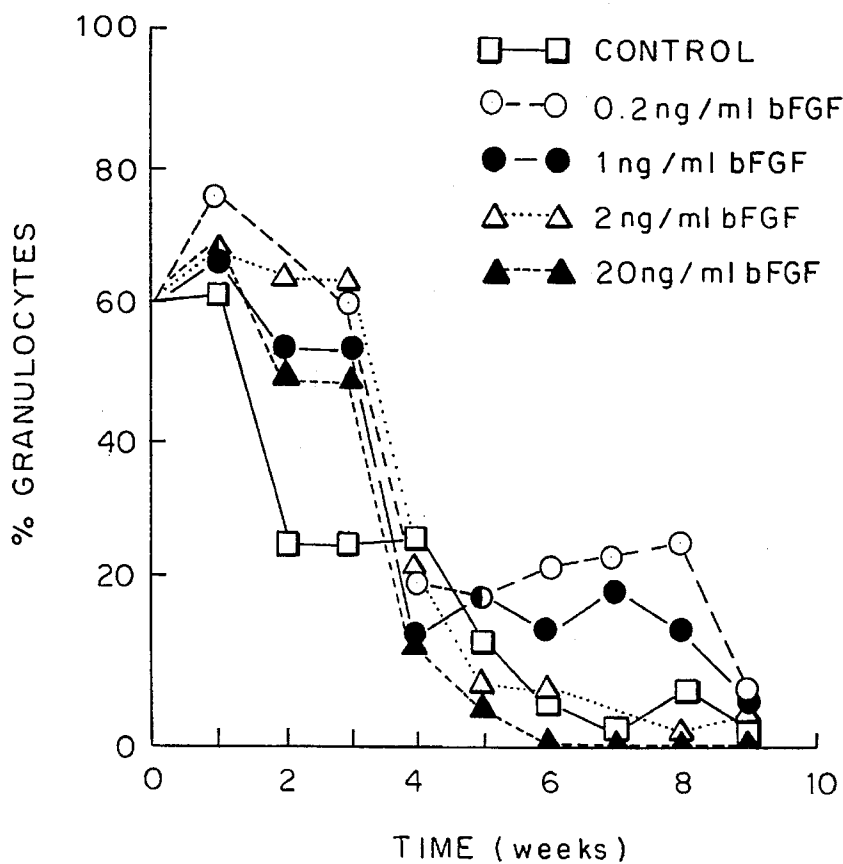 100
80
60
40
20
0
% GRANULOCYTES
CONTROL
0.2ng/ml bFGF
1ng/ml bFGF
2ng/ml bFGF
20ng/ml bFGF
0 2 4 6 8 10
TIME (weeks)